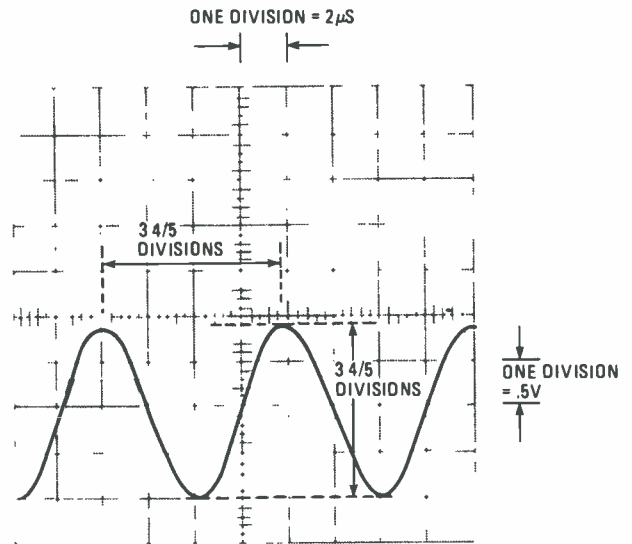 ONE DIVISION = 2µS
3 4/5
DIVISIONS
3 4/5
DIVISIONS
ONE DIVISION
= .5V